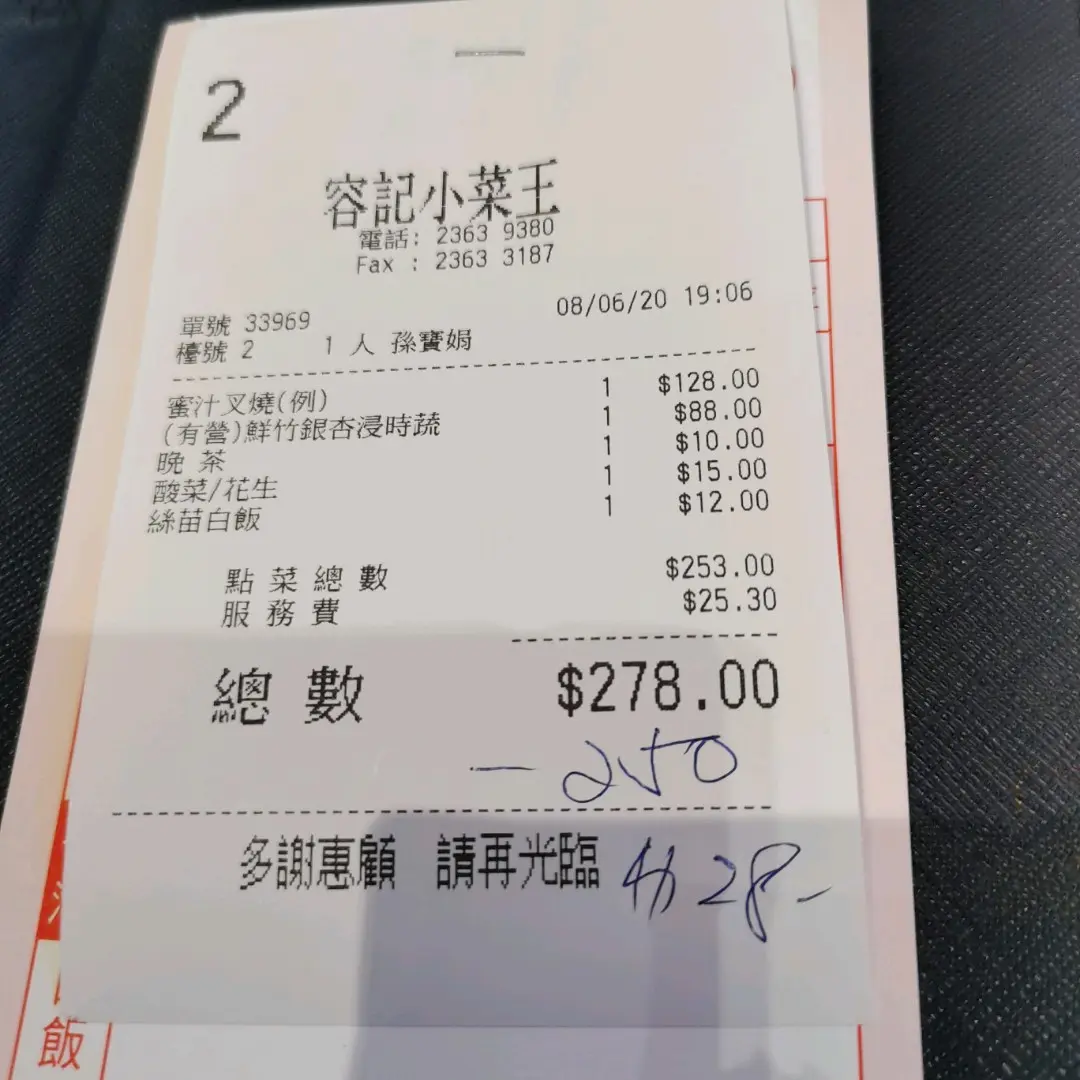 2
容記小菜王
電話: 2363 9380
Fax : 2363 3187
單號 33969 08/06/20 19:06
檯號 2 1 人 孫寶娟
蜜汁叉燒(例) 1 $128.00
(有營)鮮竹銀杏浸時蔬 1 $88.00
晚 茶 1 $10.00
酸菜/花生 1 $15.00
絲苗白飯 1 $12.00
點 菜 總 數 $253.00
服 務 費 $25.30
總 數 $278.00
- 250
多謝惠顧 請再光臨
28-
飯